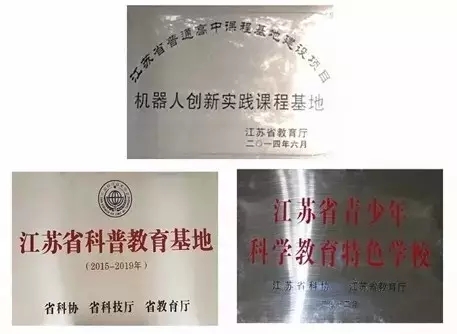 江苏省普通高中课程基地建设项目
机器人创新实践课程基地
江苏省教育厅
二〇一四年六月
江苏省科普教育基地
(2015-2019年)
省科协 省科技厅 省教育厅
江苏省青少年
科学教育特色学校
江苏省科协 江苏省教育厅